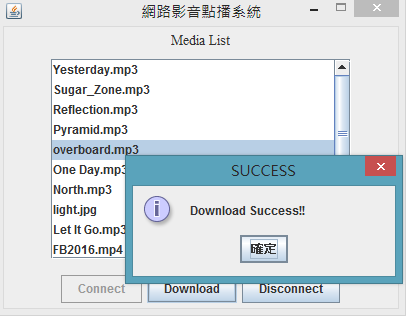 網路影音點播系統
Media List
Yesterday.mp3
Sugar_Zone.mp3
Reflection.mp3
Pyramid.mp3
overboard.mp3
One Day.mp3
North.mp3
light.jpg
Let It Go.mp3
FB2016.mp4
SUCCESS
Download Success!!
確定
Connect
Download
Disconnect